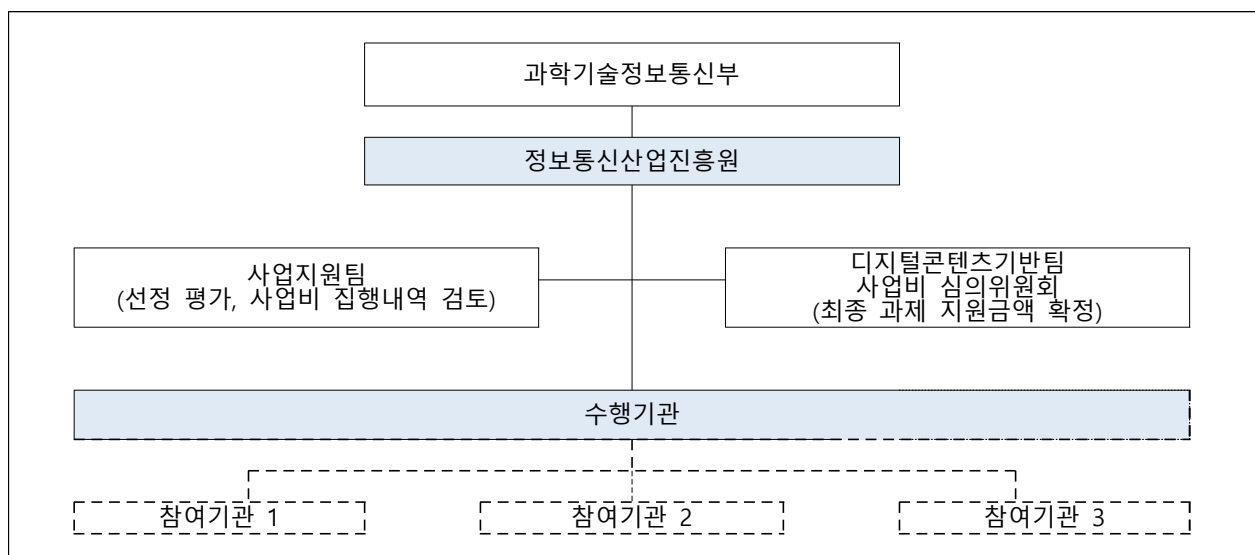 과학기술정보통신부
정보통신산업진흥원
사업지원팀
(선정 평가, 사업비 집행내역 검토)
디지털콘텐츠기반팀
사업비 심의위원회
(최종 과제 지원금액 확정)
수행기관
참여기관 1
참여기관 2
참여기관 3